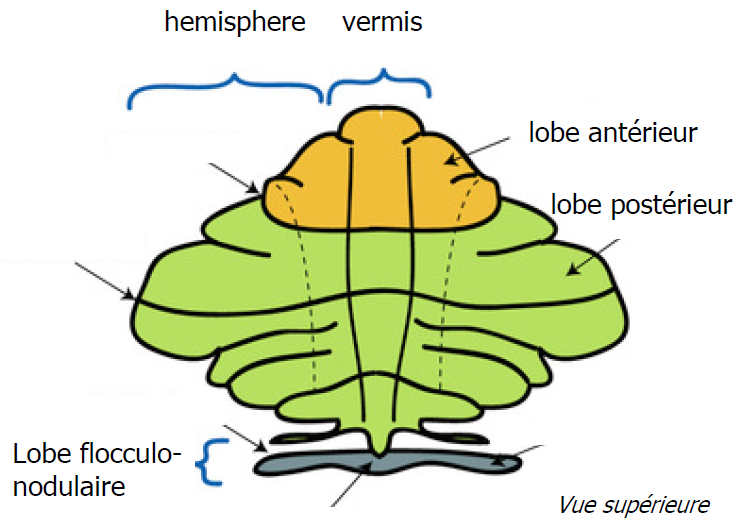 hemisphere vermis
lobe antérieur
lobe postérieur
Lobe flocculo-
nodulaire
Vue supérieure